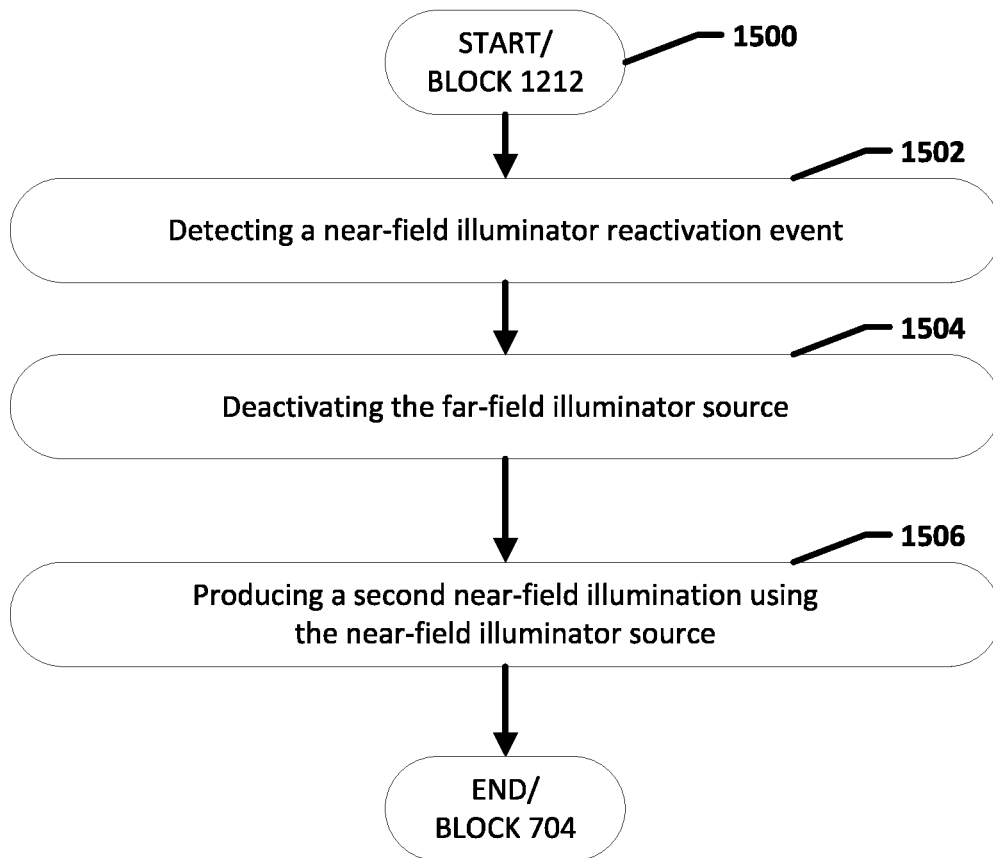 START/
BLOCK 1212
1500
1502
Detecting a near-field illuminator reactivation event
1504
Deactivating the far-field illuminator source
1506
Producing a second near-field illumination using
the near-field illuminator source
END/
BLOCK 704